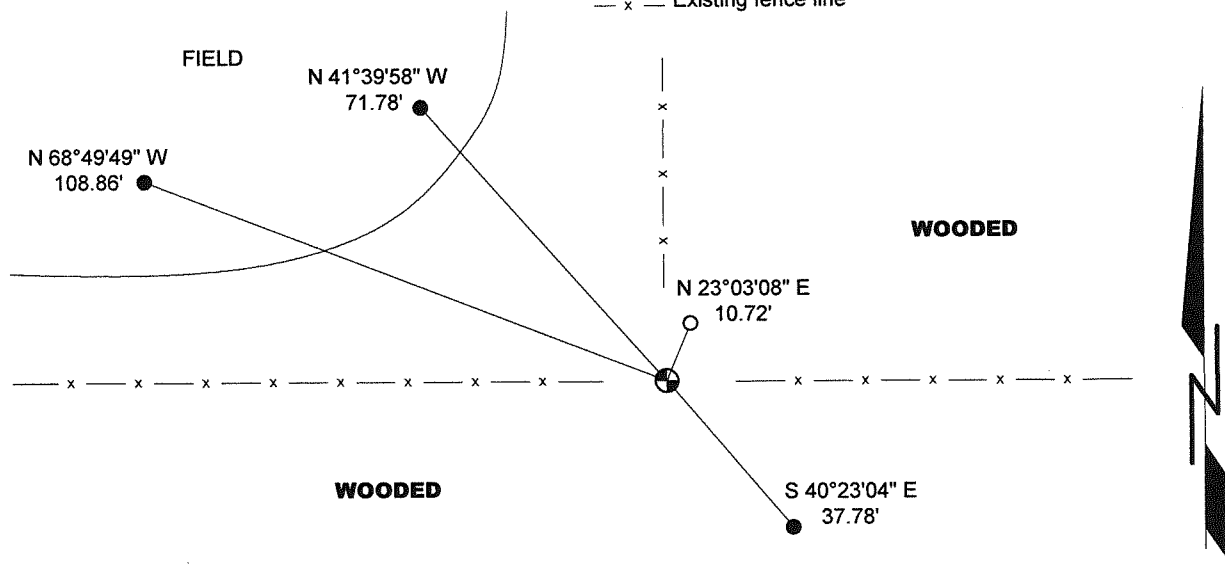 — x — Existing fence line
FIELD
N 41°39'58" W
71.78'
N 68°49'49" W
108.86'
WOODED
N 23°03'08" E
10.72'
WOODED
S 40°23'04" E
37.78'
N